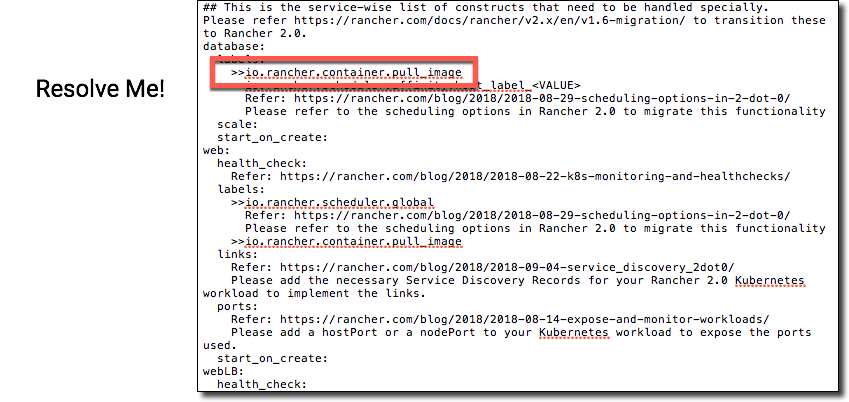 Resolve Me!
## This is the service-wise list of constructs that need to be handled specially.
Please refer https://rancher.com/docs/rancher/v2.x/en/v1.6-migration/ to transition these
to Rancher 2.0.
database:
labels:
>>io.rancher.container.pull_image
_<VALUE>
Refer: https://rancher.com/blog/2018/2018-08-29-scheduling-options-in-2-dot-0/
Please refer to the scheduling options in Rancher 2.0 to migrate this functionality
scale:
start_on_create:
web:
health_check:
Refer: https://rancher.com/blog/2018/2018-08-22-k8s-monitoring-and-healthchecks/
labels:
>>io.rancher.scheduler.global
Refer: https://rancher.com/blog/2018/2018-08-29-scheduling-options-in-2-dot-0/
Please refer to the scheduling options in Rancher 2.0 to migrate this functionality
>>io.rancher.container.pull_image
links:
Refer: https://rancher.com/blog/2018/2018-09-04-service_discovery_2dot0/
Please add the necessary Service Discovery Records for your Rancher 2.0 Kubernetes
workload to implement the links.
ports:
Refer: https://rancher.com/blog/2018/2018-08-14-expose-and-monitor-workloads/
Please add a hostPort or a nodePort to your Kubernetes workload to expose the ports
used.
start_on_create:
webLB:
health_check: